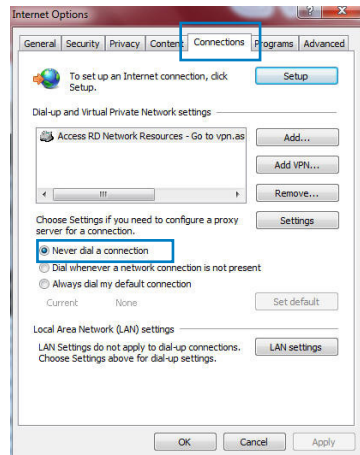 Internet Options
General Security Privacy Content Connections Programs Advanced
To set up an Internet connection, click Setup.
Setup
Dial-up and Virtual Private Network settings
Access RD Network Resources - Go to vpn.as
Add...
Add VPN...
Remove...
Choose Settings if you need to configure a proxy
server for a connection.
Settings
Never dial a connection
Dial whenever a network connection is not present
Always dial my default connection
Current None Set default
Local Area Network (LAN) settings
LAN Settings do not apply to dial-up connections.
Choose Settings above for dial-up settings.
LAN settings
OK Cancel Apply